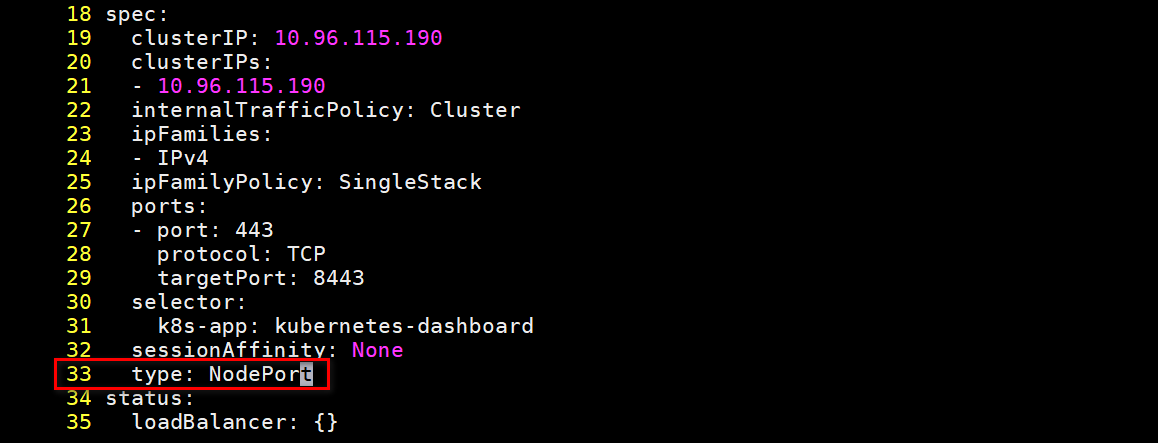 18 spec:
19   clusterIP: 10.96.115.190
20   clusterIPs:
21   - 10.96.115.190
22   internalTrafficPolicy: Cluster
23   ipFamilies:
24   - IPv4
25   ipFamilyPolicy: SingleStack
26   ports:
27   - port: 443
28     protocol: TCP
29     targetPort: 8443
30   selector:
31     k8s-app: kubernetes-dashboard
32   sessionAffinity: None
33   type: NodePort
34 status:
35   loadBalancer: {}